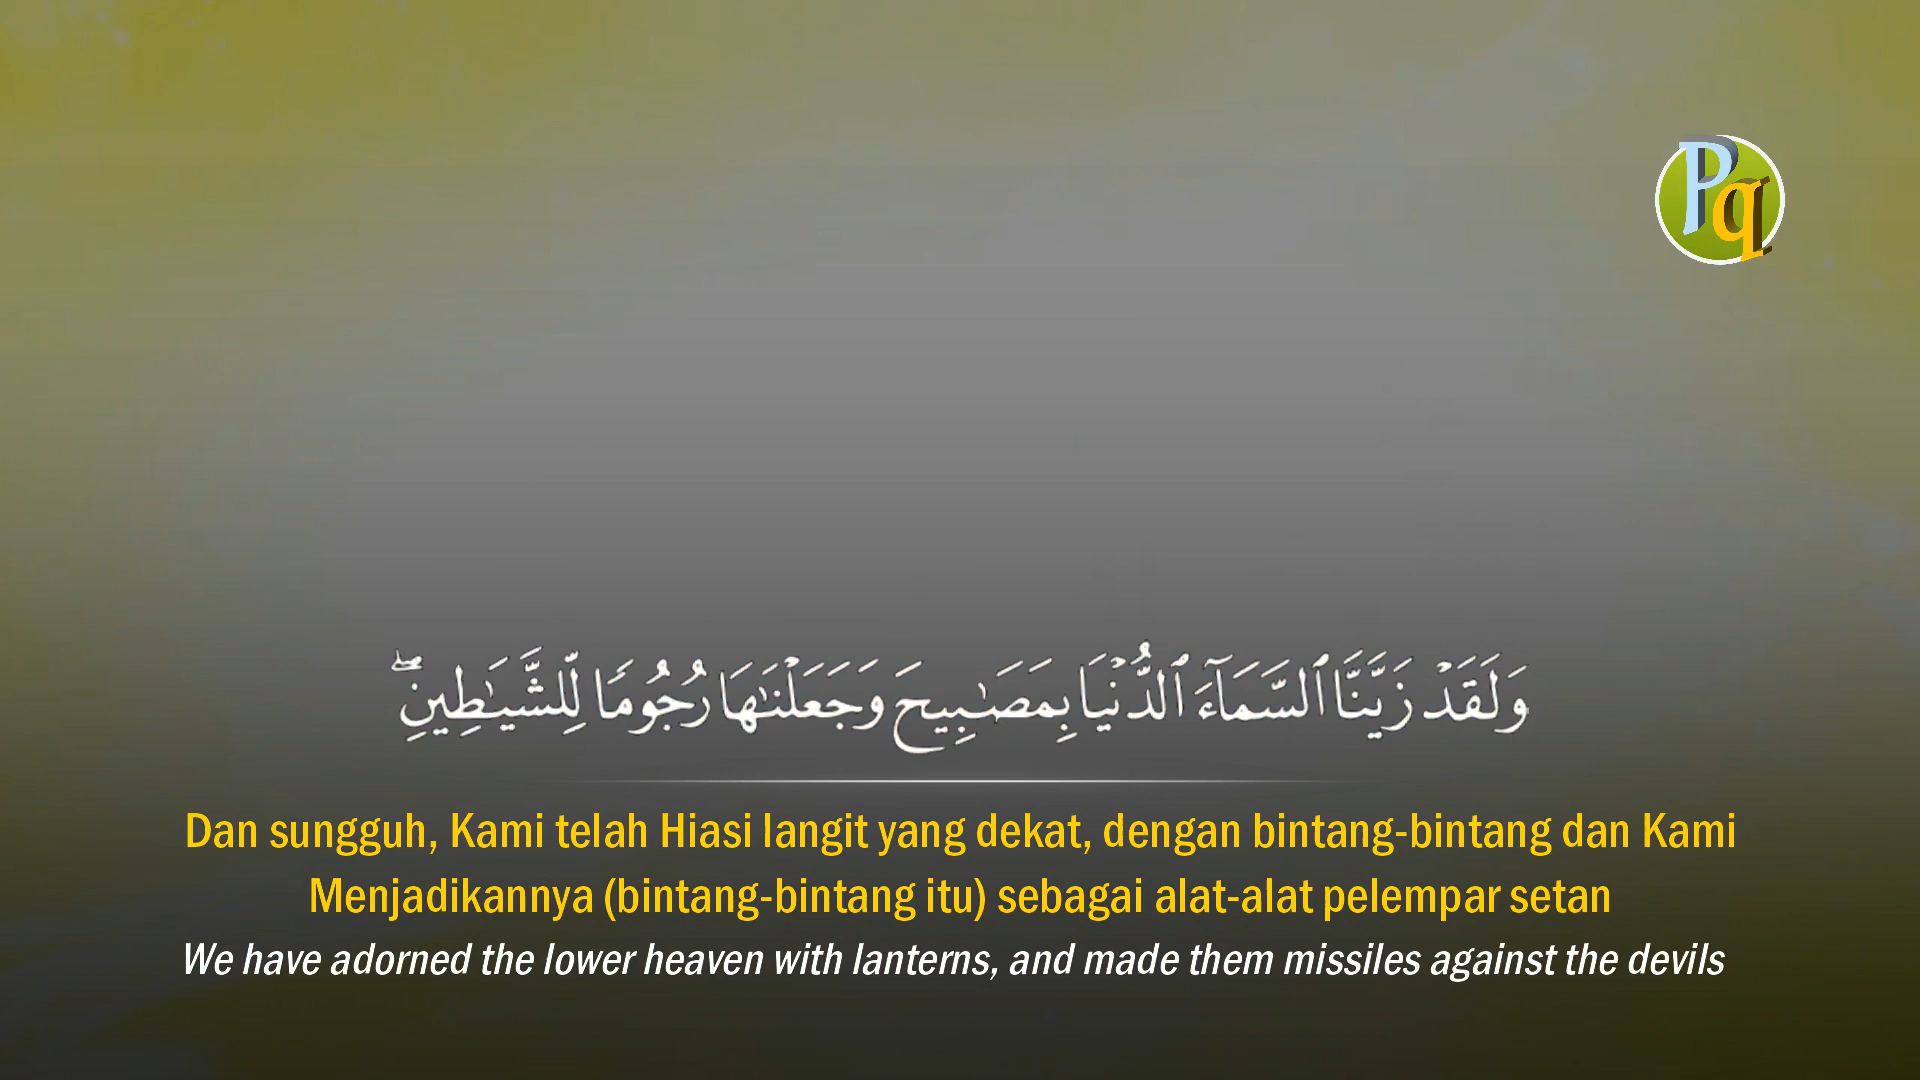 Pq
وَلَقَدْ زَيَّنَّا ٱلسَّمَآءَ ٱلدُّنْيَا بِمَصَـٰبِيحَ وَجَعَلْنَـٰهَا رُجُومًا لِّلشَّيَـٰطِينِ ۖ
Dan sungguh, Kami telah Hiasi langit yang dekat, dengan bintang-bintang dan Kami
Menjadikannya (bintang-bintang itu) sebagai alat-alat pelempar setan
We have adorned the lower heaven with lanterns, and made them missiles against the devils